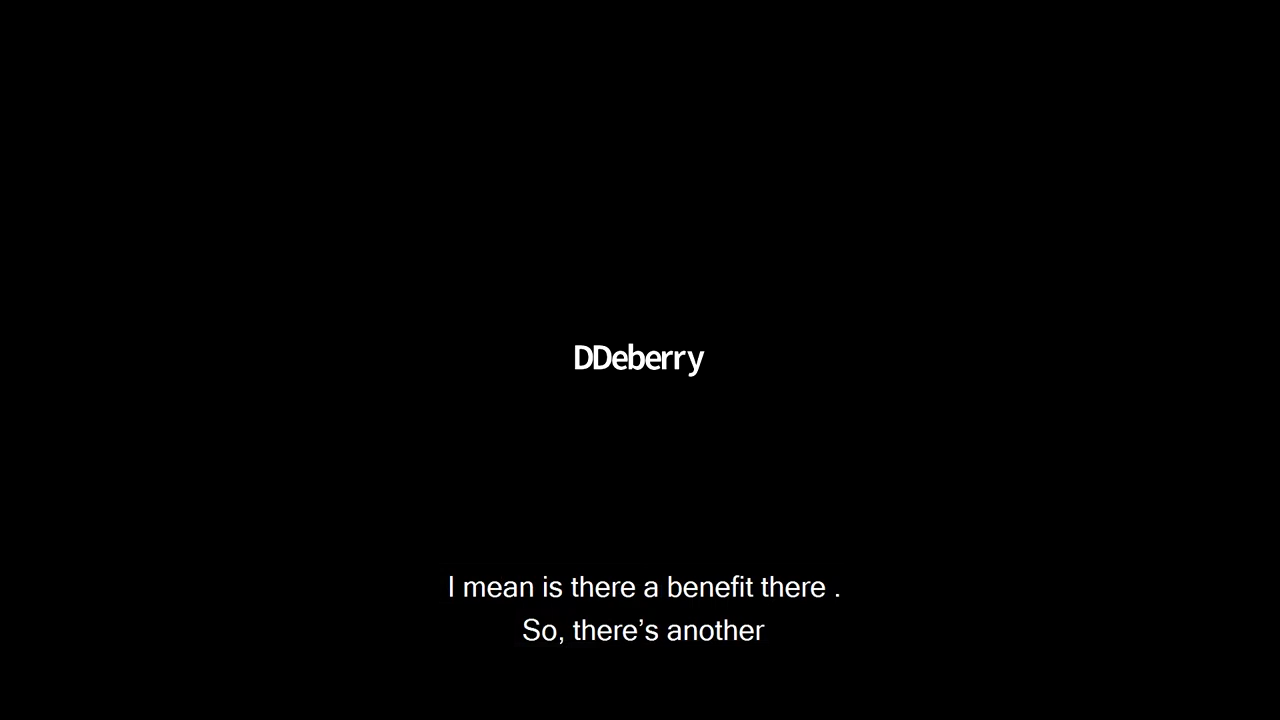 DDeberry
I mean is there a benefit there .
So, there’s another